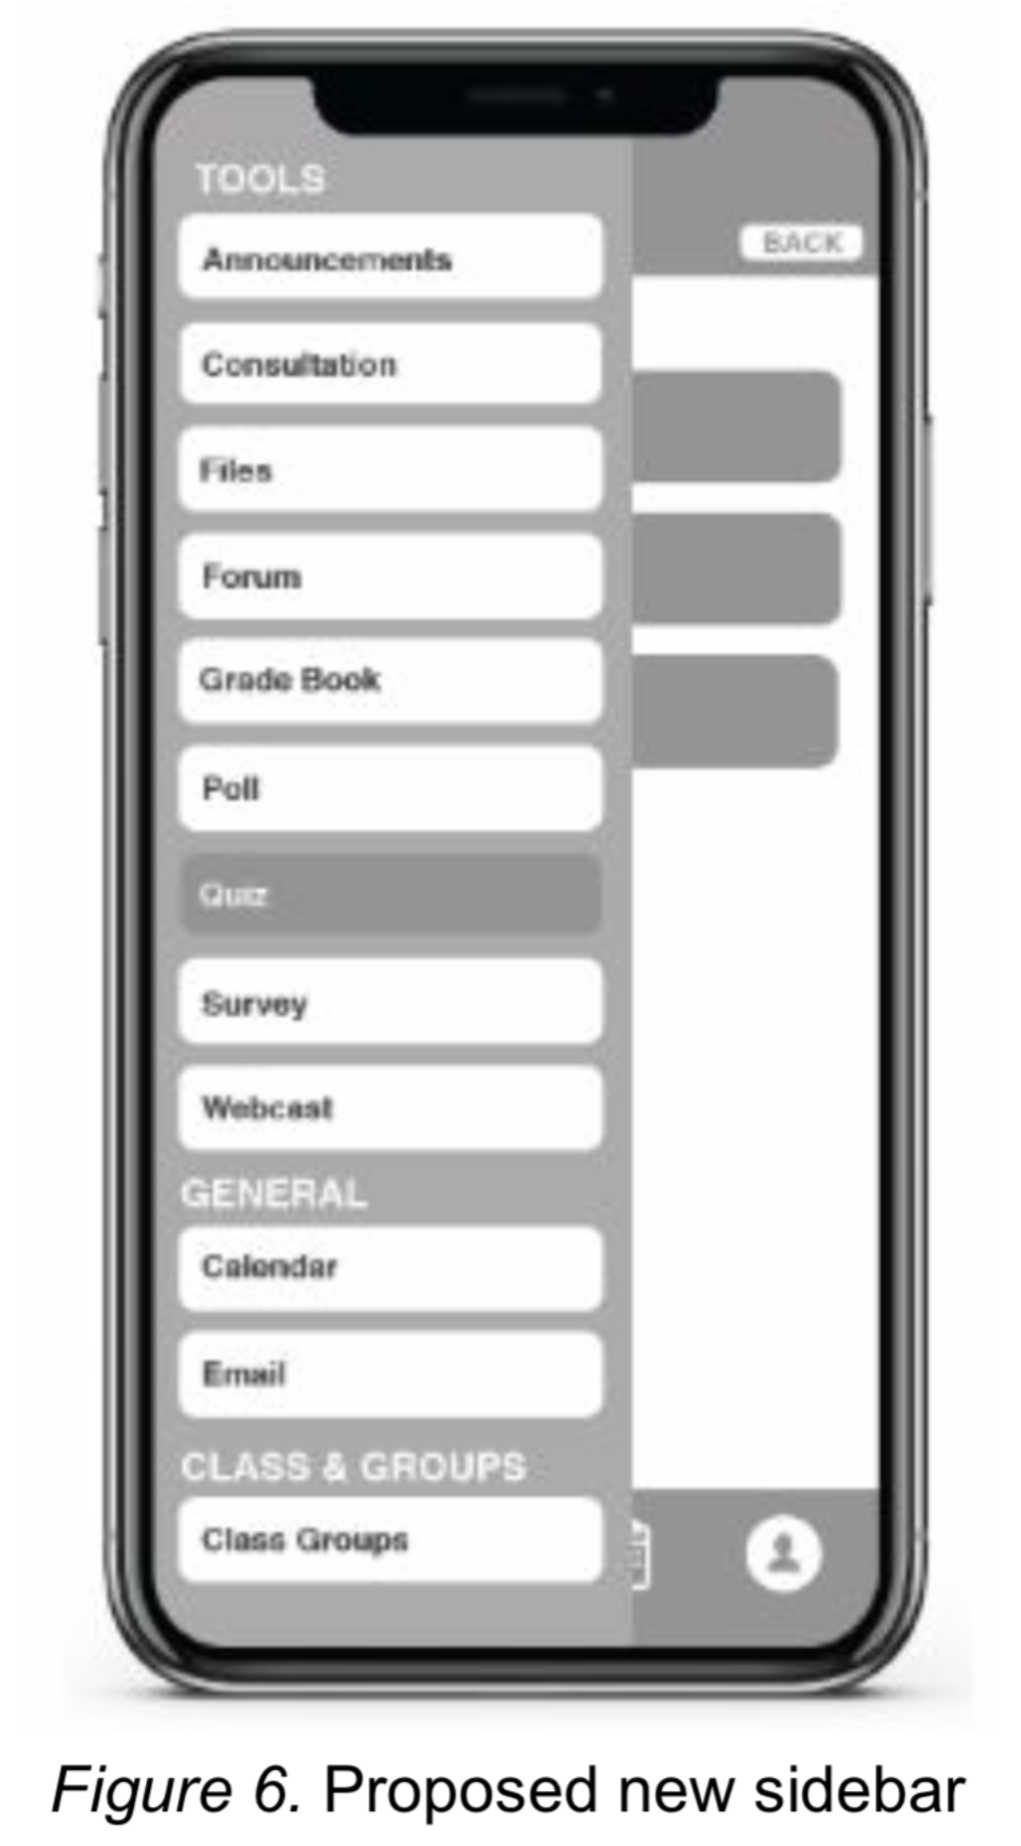 TOOLS
BACK
Announcements
Consultation
Files
Forum
Grade Book
Poll
Quiz
Survey
Webcast
GENERAL
Calendar
Email
CLASS & GROUPS
Class Groups
Figure 6. Proposed new sidebar